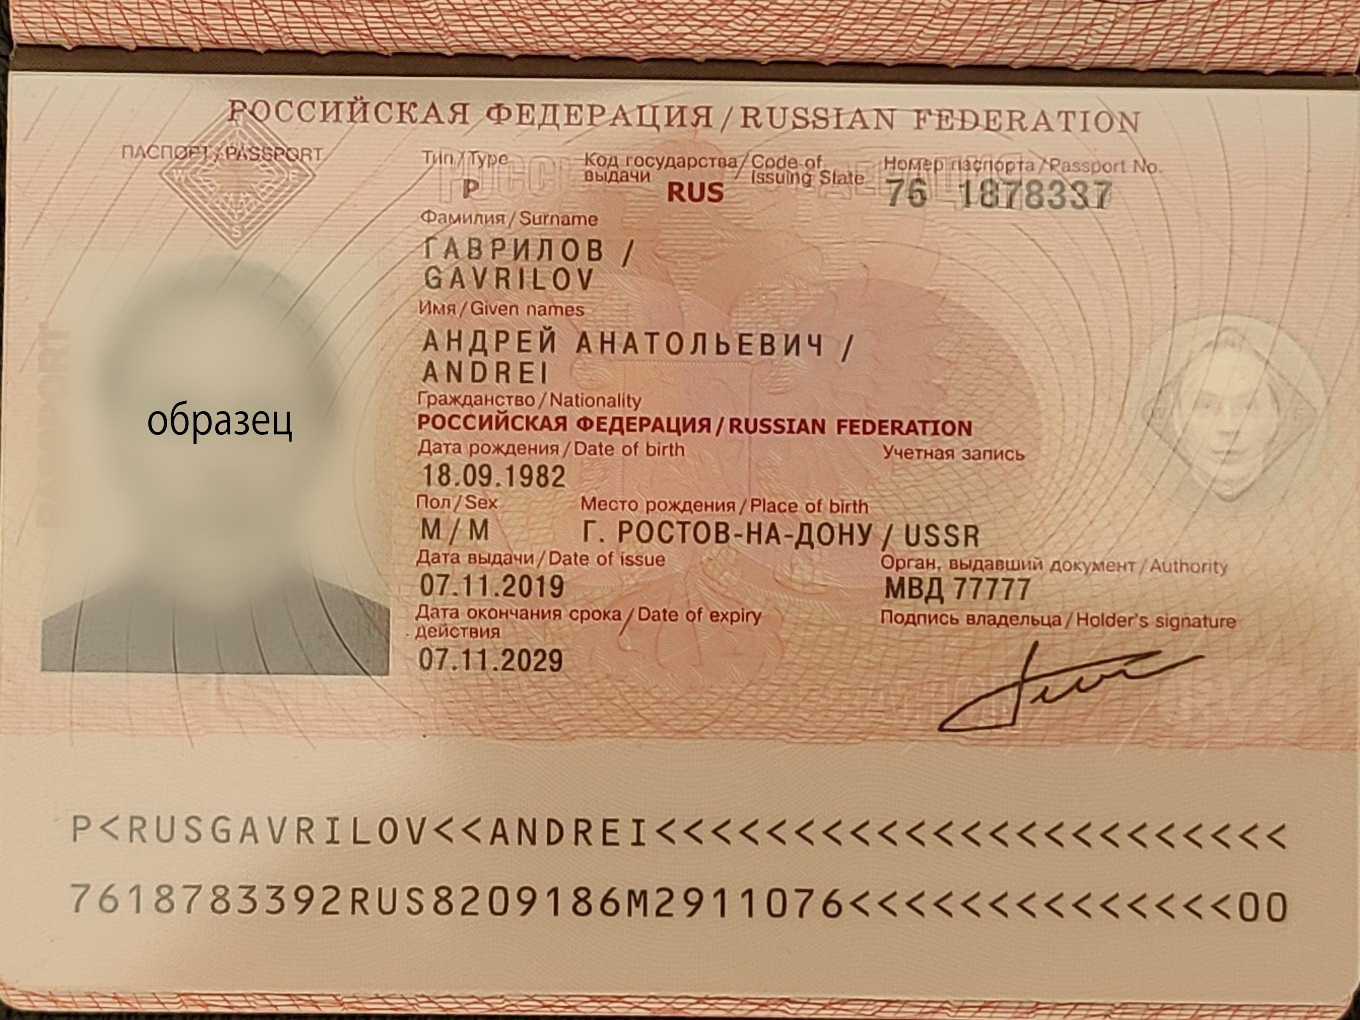 РОССИЙСКАЯ ФЕДЕРАЦИЯ / RUSSIAN FEDERATION
ПАСПОРТ / PASSPORT
Тип / Type
P
Код государства / Code of
выдачи Issuing State
RUS
Номер паспорта / Passport No.
76 1878337
Фамилия / Surname
ГАВРИЛОВ /
GAVRILOV
Имя / Given names
АНДРЕЙ АНАТОЛЬЕВИЧ /
ANDREI
Гражданство / Nationality
РОССИЙСКАЯ ФЕДЕРАЦИЯ / RUSSIAN FEDERATION
Дата рождения / Date of birth
18.09.1982
Учетная запись
Пол / Sex
М / M
Место рождения / Place of birth
Г. РОСТОВ-НА-ДОНУ / USSR
Дата выдачи / Date of issue
07.11.2019
Орган, выдавший документ / Authority
МВД 77777
Дата окончания срока / Date of expiry
действия
07.11.2029
Подпись владельца / Holder's signature
образец
P<RUSGAVRILOV<<ANDREI<<<<<<<<<<<<<<<<<<<<<<<
7618783392RUS8209186M2911076<<<<<<<<<<<<<<00